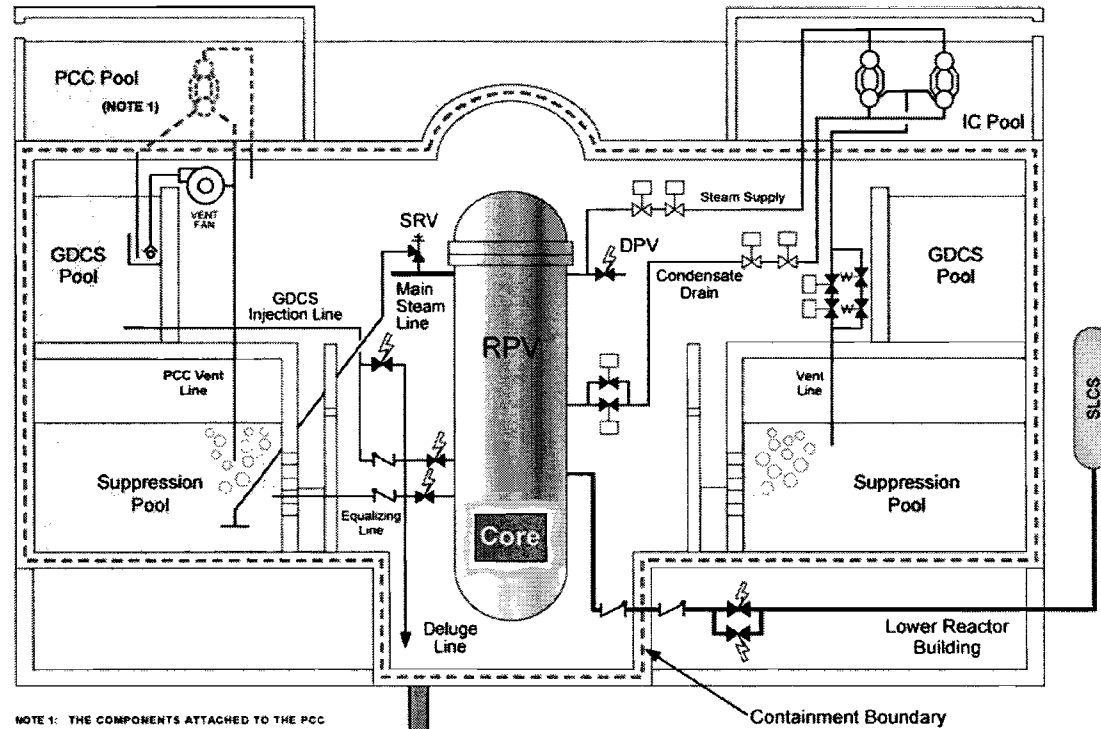 PCC Pool
(NOTE 1)
IC Pool
VENT
FAN
Steam Supply
SRV
DPV
GDCS
Pool
GDCS
Pool
Main
Steam
Line
Condensate
Drain
GDCS
Injection Line
RPV
PCC Vent
Line
Vent
Line
SLCS
Suppression
Pool
Suppression
Pool
Equalizing
Line
Core
Deluge
Line
Lower Reactor
Building
NOTE 1: THE COMPONENTS ATTACHED TO THE PCC
Containment Boundary